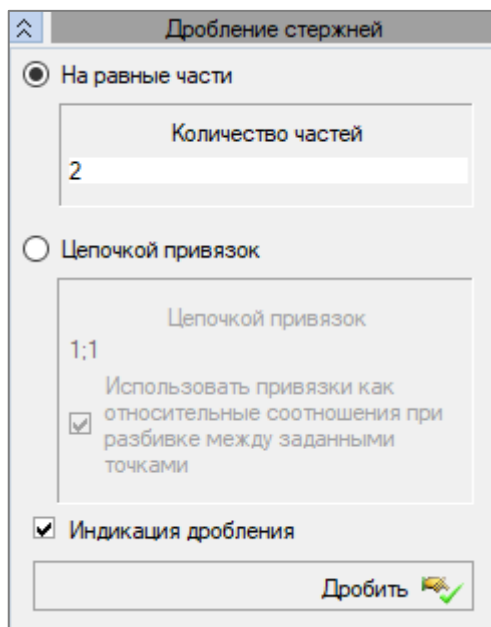 Дробление стержней
На равные части
Количество частей
2
Цепочкой привязок
Цепочкой привязок
1;1
Использовать привязки как
относительные соотношения при
разбивке между заданными
точками
Индикация дробления
Дробить